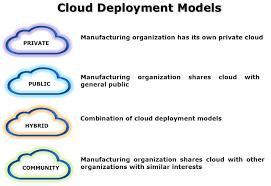 Cloud Deployment Models
PRIVATE
Manufacturing organization has its own private cloud
PUBLIC
Manufacturing organization shares cloud with
general public
HYBRID
Combination of cloud deployment models
COMMUNITY
Manufacturing organization shares cloud with other
organizations with similar interests